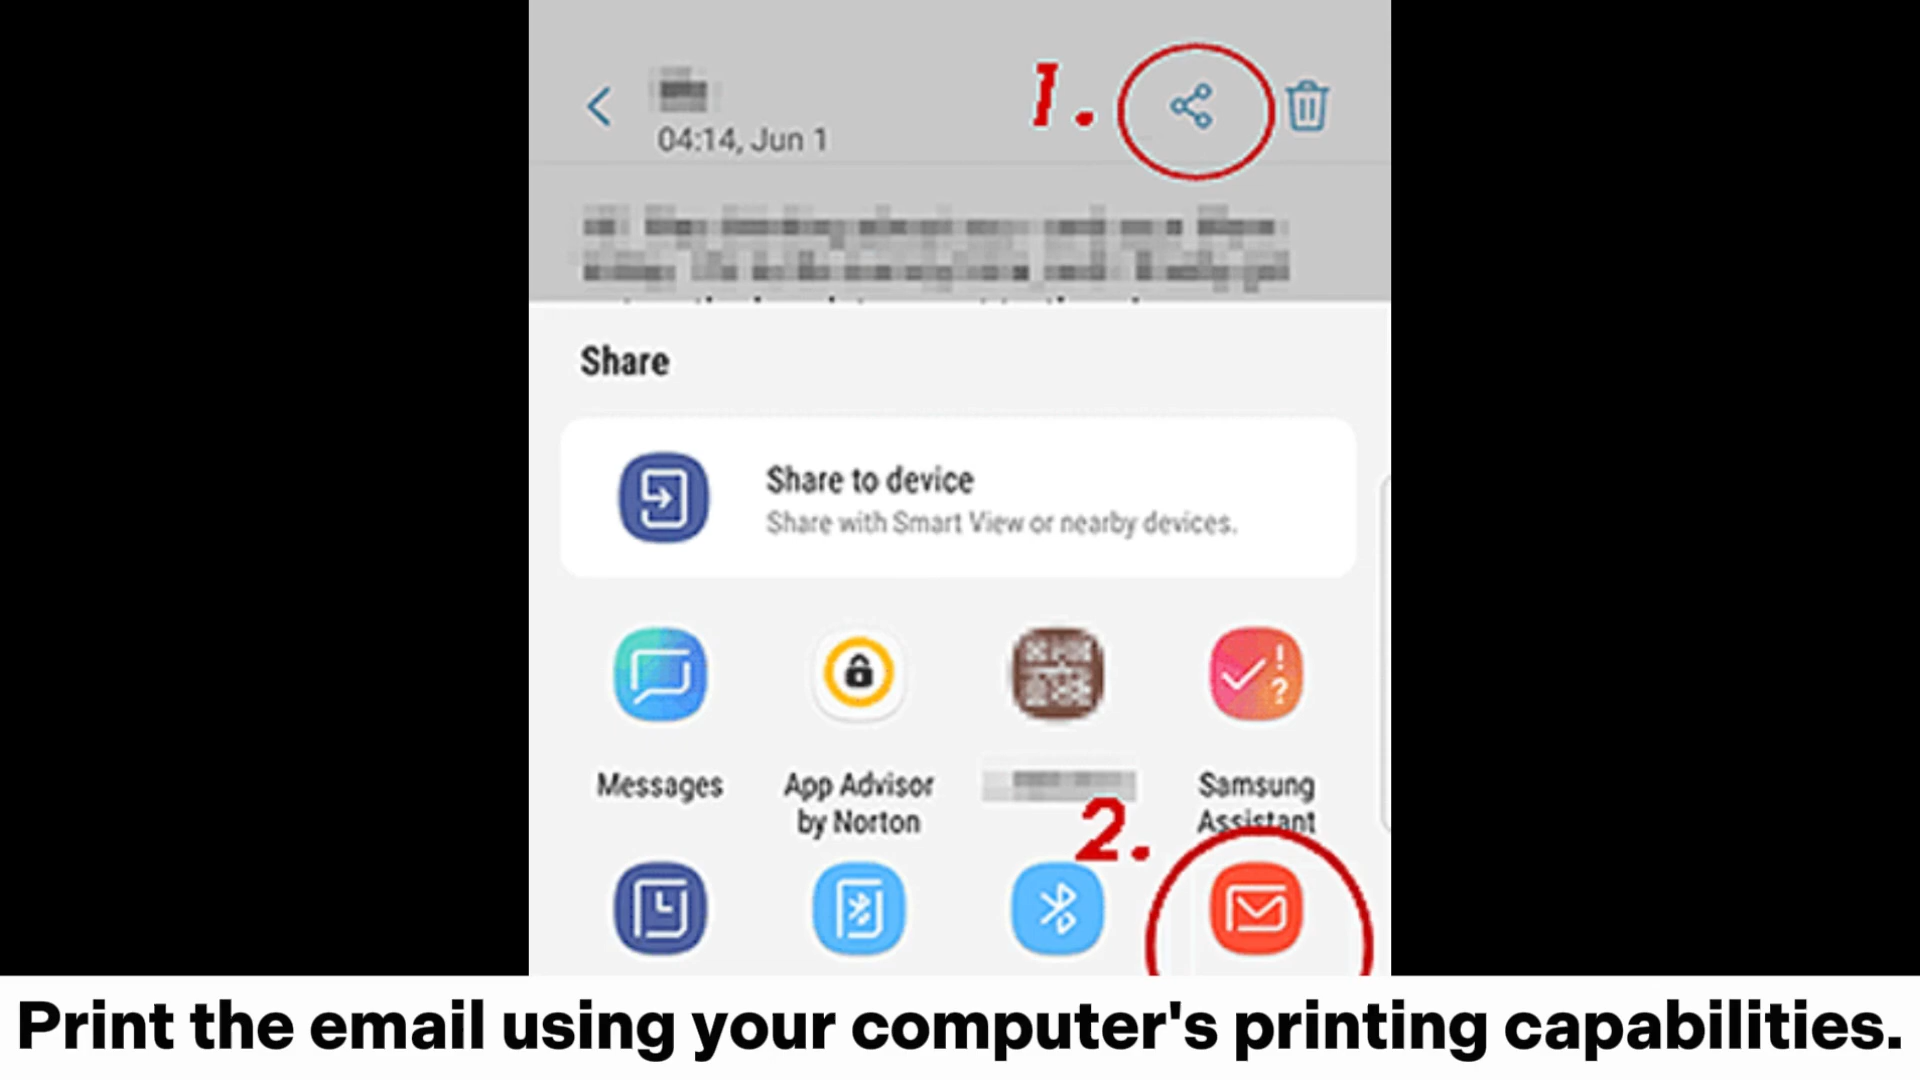 1.
04:14, Jun 1
Share
Share to device
Share with Smart View or nearby devices.
! ?
Messages
App Advisor
by Norton
Samsung
Assistant
2.
Print the email using your computer's printing capabilities.